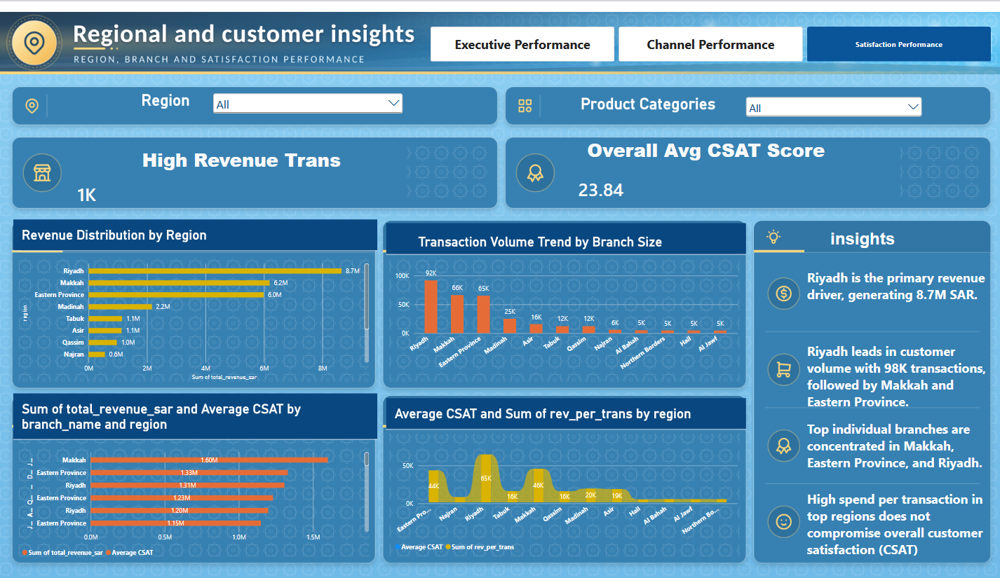 Regional and customer insights
REGION, BRANCH AND SATISFACTION PERFORMANCE
Executive Performance
Channel Performance
Satisfaction Performance
Region
All
Product Categories
All
High Revenue Trans
1K
Overall Avg CSAT Score
23.84
Revenue Distribution by Region
region
Riyadh 8.7M
Makkah 6.2M
Eastern Province 6.0M
Madinah 2.2M
Tabuk 1.1M
Asir 1.1M
Qassim 1.0M
Najran 0.6M
0M 2M 4M 6M 8M
Sum of total_revenue_sar
Transaction Volume Trend by Branch Size
100K
50K
0K
92K 66K 65K 25K 16K 12K 12K 6K 5K 5K 5K 5K
Riyadh Makkah Eastern Province Madinah Asir Tabuk Qassim Najran Al Bahah Northern Borders Hail Al Jawf
Sum of total_revenue_sar and Average CSAT by
branch_name and region
J... A... Q... ... D... J...
Makkah 1.60M
Eastern Province 1.33M
Riyadh 1.31M
Eastern Province 1.23M
Riyadh 1.20M
Eastern Province 1.15M
0.0M 0.5M 1.0M 1.5M
Sum of total_revenue_sar Average CSAT
Average CSAT and Sum of rev_per_trans by region
50K
0K
44K 65K 16K 46K 16K 20K 19K
Eastern Pro... Najran Riyadh Tabuk Makkah Qassim Madinah Asir Hail Al Bahah Al Jawf Northern Bo...
Average CSAT Sum of rev_per_trans
insights
Riyadh is the primary revenue
driver, generating 8.7M SAR.
Riyadh leads in customer
volume with 98K transactions,
followed by Makkah and
Eastern Province.
Top individual branches are
concentrated in Makkah,
Eastern Province, and Riyadh.
High spend per transaction in
top regions does not
compromise overall customer
satisfaction (CSAT)